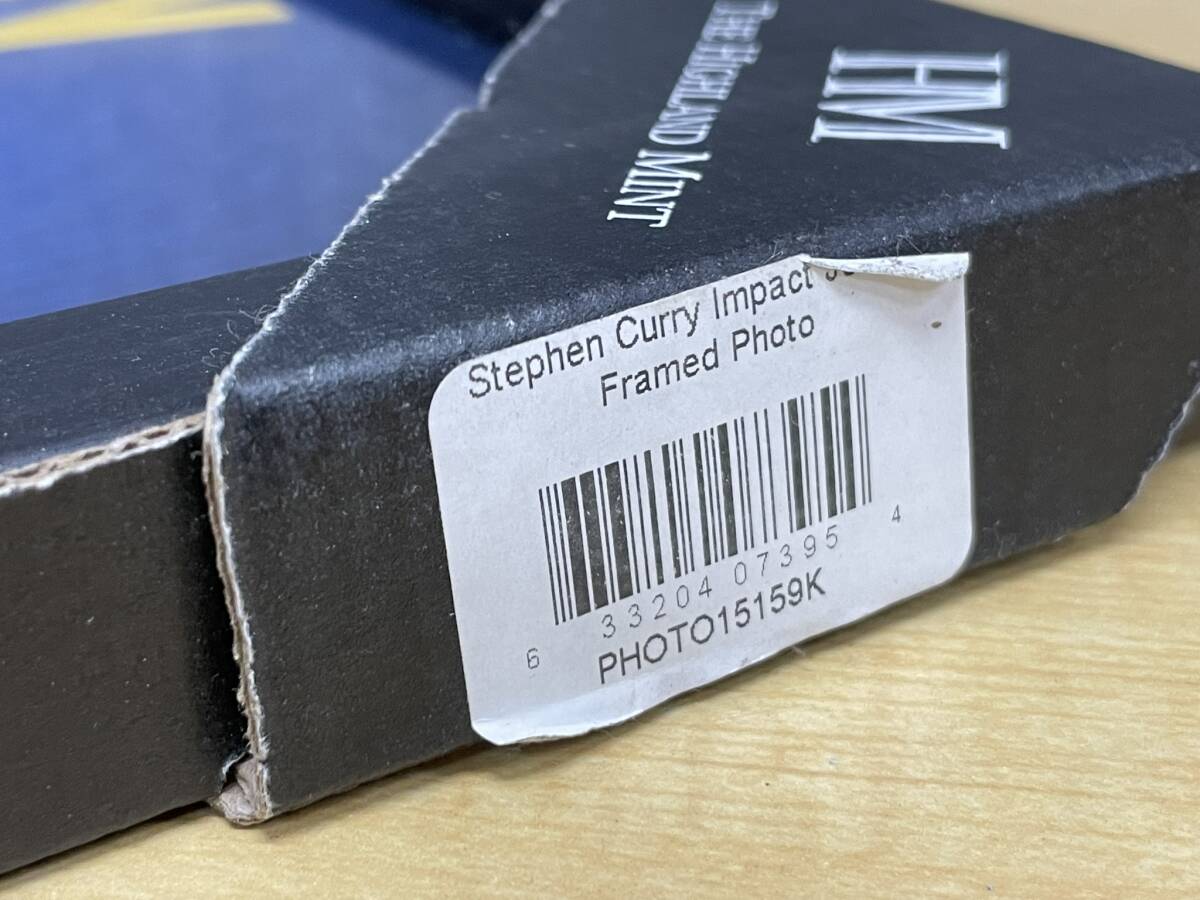 HM
THE HIGHLAND MINT
Stephen Curry Impact
Framed Photo
6 33204 07395 4
PHOTO15159K